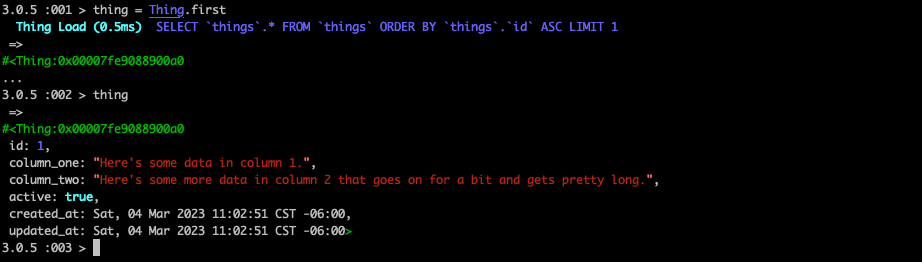 3.0.5 :001 > thing = Thing.first
  Thing Load (0.5ms)  SELECT `things`.* FROM `things` ORDER BY `things`.`id` ASC LIMIT 1
 =>
#<Thing:0x00007fe9088900a0
...
3.0.5 :002 > thing
 =>
#<Thing:0x00007fe9088900a0
 id: 1,
 column_one: "Here's some data in column 1.",
 column_two: "Here's some more data in column 2 that goes on for a bit and gets pretty long.",
 active: true,
 created_at: Sat, 04 Mar 2023 11:02:51 CST -06:00,
 updated_at: Sat, 04 Mar 2023 11:02:51 CST -06:00>
3.0.5 :003 >